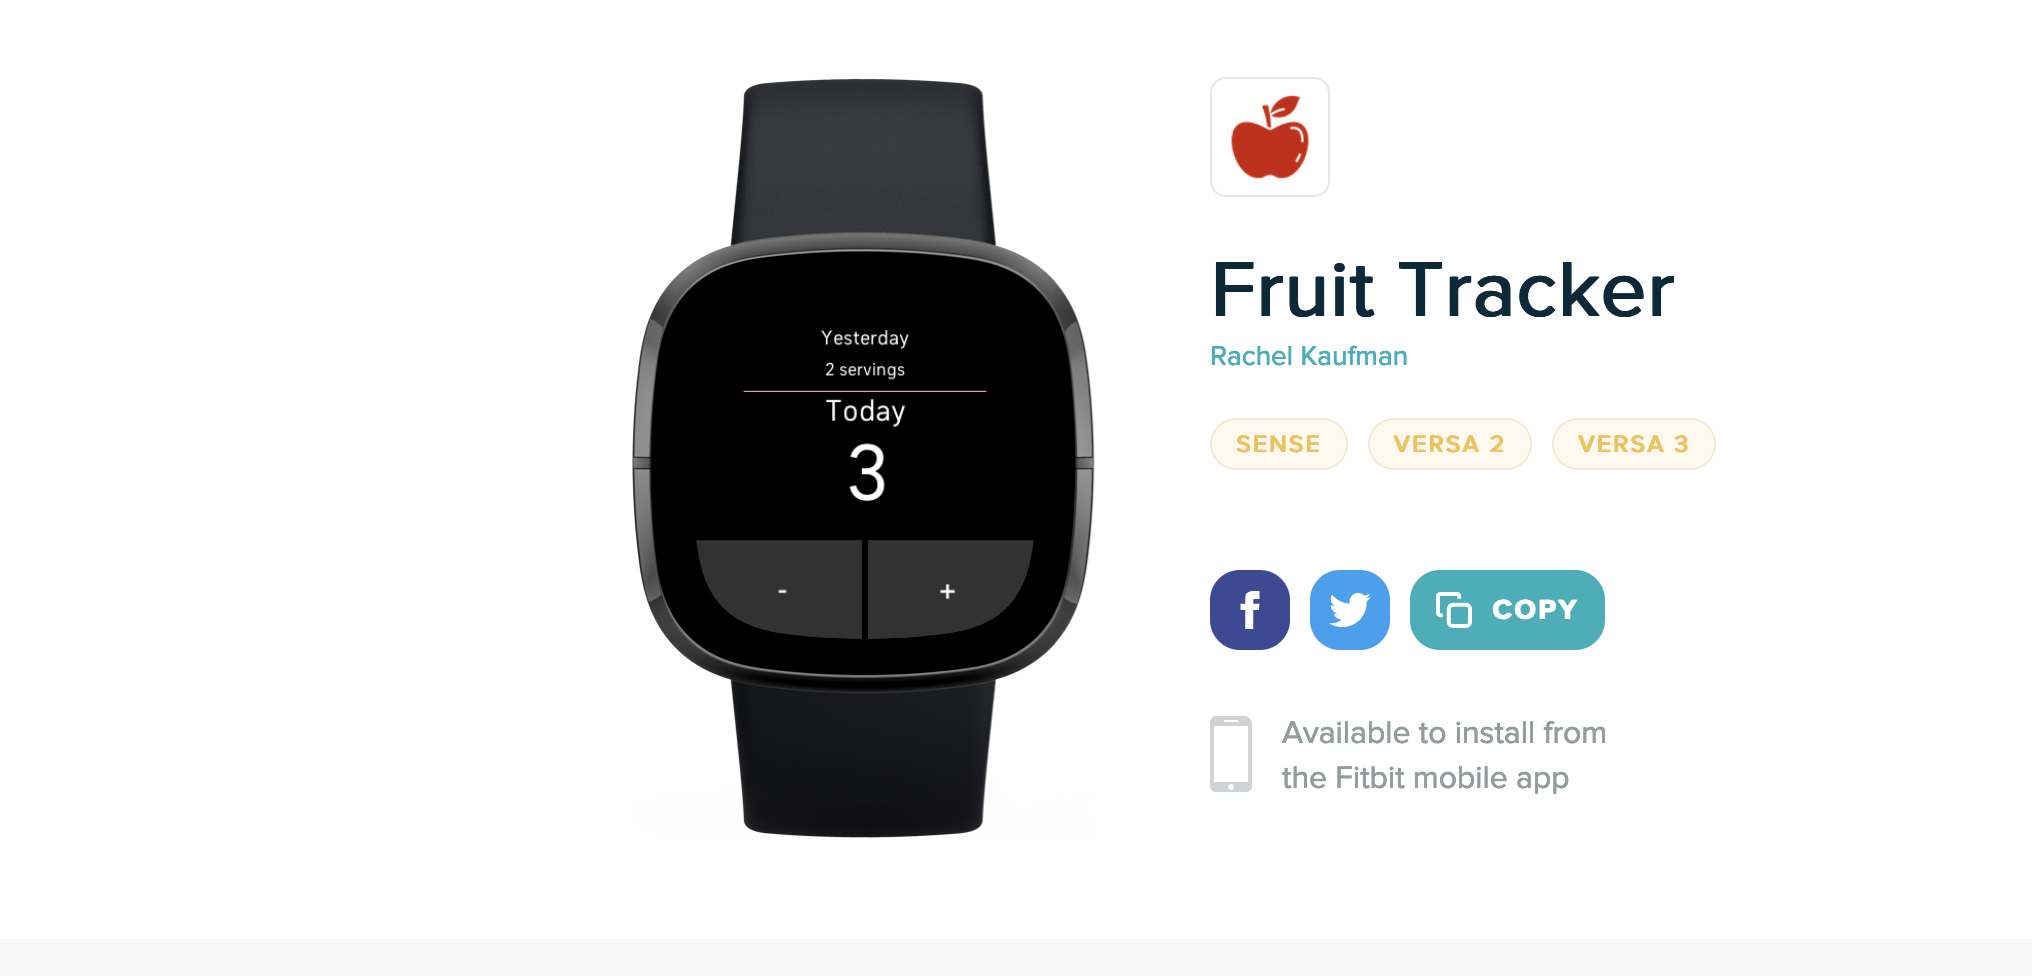 Yesterday
2 servings
Today
3
-
+
Fruit Tracker
Rachel Kaufman
SENSE
VERSA 2
VERSA 3
f
COPY
Available to install from
the Fitbit mobile app